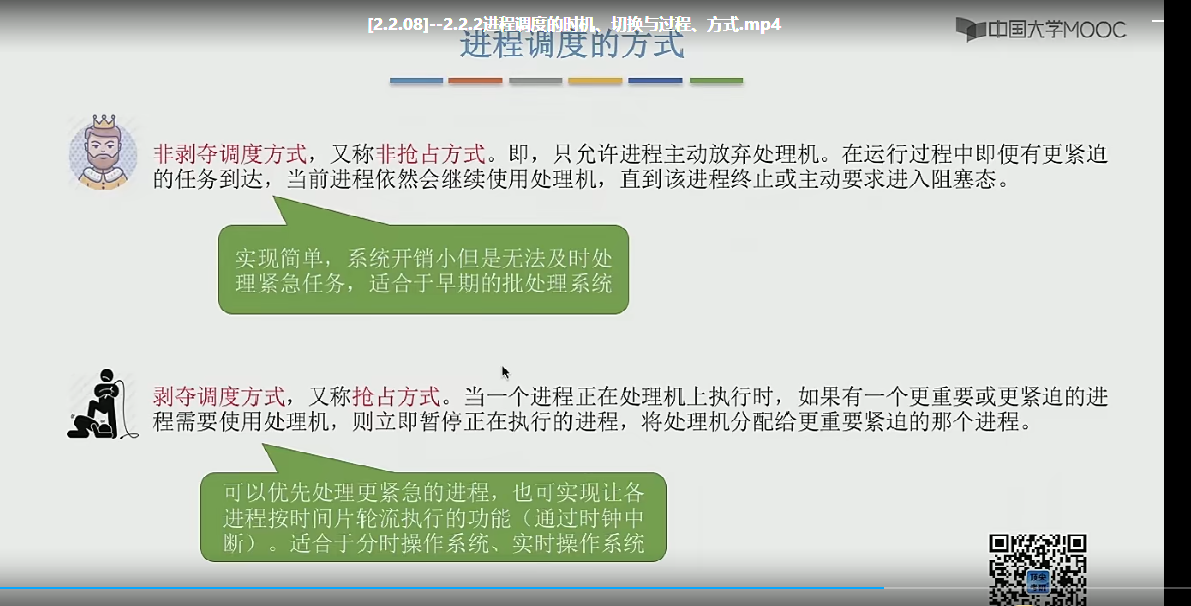 [2.2.08]--2.2.2进程调度的时机、切换与过程、方式.mp4
中国大学MOOC
进程调度的方式
非剥夺调度方式，又称非抢占方式。即，只允许进程主动放弃处理机。在运行过程中即便有更紧迫
的任务到达，当前进程依然会继续使用处理机，直到该进程终止或主动要求进入阻塞态。
实现简单，系统开销小但是无法及时处
理紧急任务，适合于早期的批处理系统
剥夺调度方式，又称抢占方式。当一个进程正在处理机上执行时，如果有一个更重要或更紧迫的进
程需要使用处理机，则立即暂停正在执行的进程，将处理机分配给更重要紧迫的那个进程。
可以优先处理更紧急的进程，也可实现让各
进程按时间片轮流执行的功能（通过时钟中
断）。适合于分时操作系统、实时操作系统